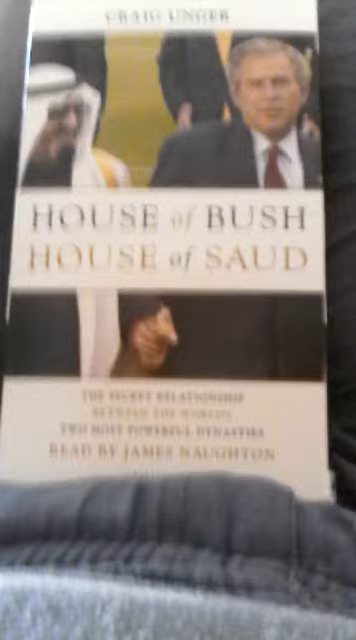 CRAIG UNGER
HOUSE of BUSH
HOUSE of SAUD
THE SECRET RELATIONSHIP
BETWEEN THE WORLD'S
TWO MOST POWERFUL DYNASTIES
READ BY JAMES NAUGHTON